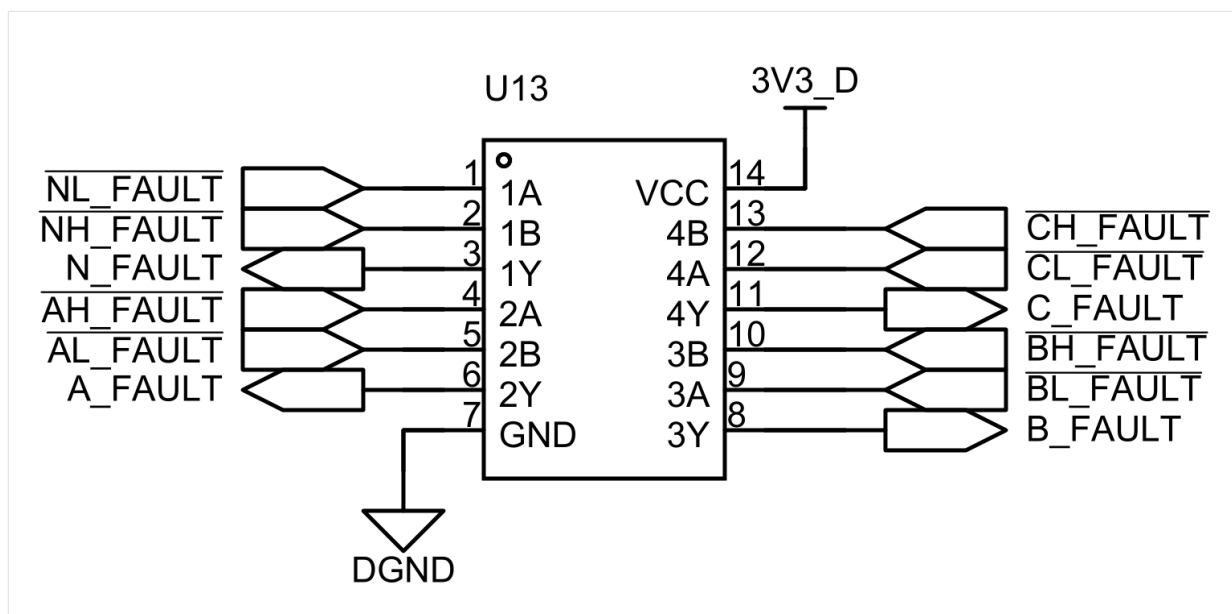 U13
3V3_D
NL_FAULT
NH_FAULT
N_FAULT
AH_FAULT
AL_FAULT
A_FAULT
1
2
3
4
5
6
7
1A
1B
1Y
2A
2B
2Y
GND
VCC
4B
4A
4Y
3B
3A
3Y
14
13
12
11
10
9
8
CH_FAULT
CL_FAULT
C_FAULT
BH_FAULT
BL_FAULT
B_FAULT
DGND